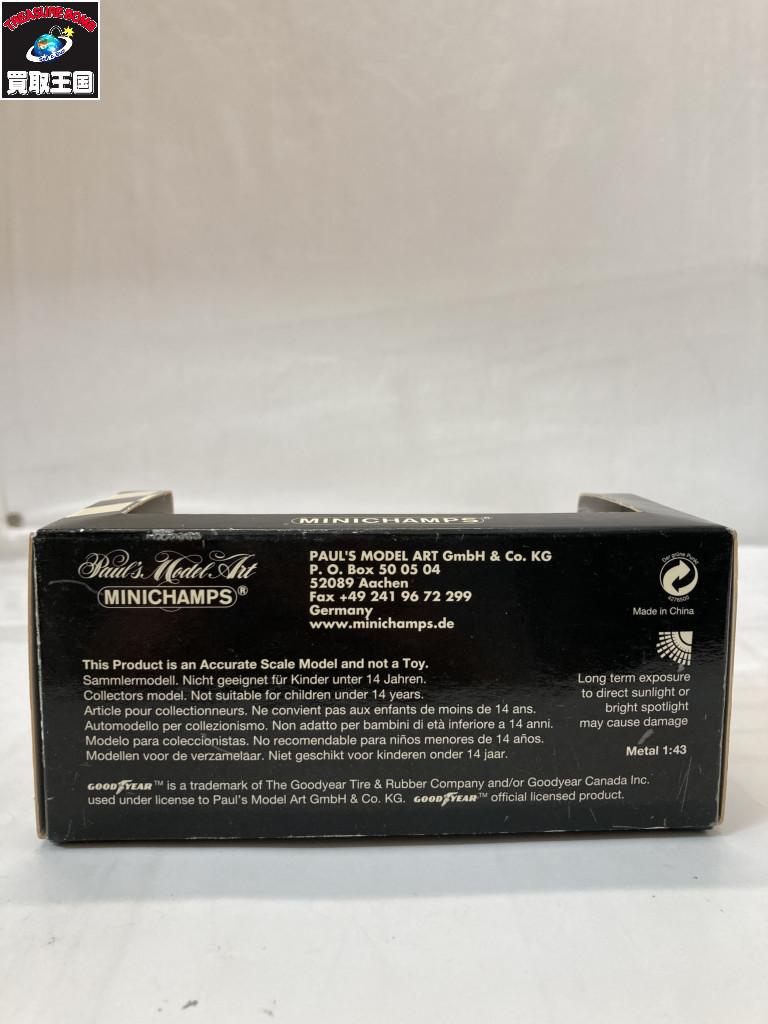 TREASURE BOMB
買取王国
MINICHAMPS®
Paul's Model Art
MINICHAMPS®
PAUL'S MODEL ART GmbH & Co. KG
P. O. Box 50 05 04
52089 Aachen
Fax +49 241 96 72 299
Germany
www.minichamps.de
Der grüne Punkt
4276500
Made in China
This Product is an Accurate Scale Model and not a Toy.
Sammlermodell. Nicht geeignet für Kinder unter 14 Jahren.
Collectors model. Not suitable for children under 14 years.
Article pour collectionneurs. Ne convient pas aux enfants de moins de 14 ans.
Automodello per collezionismo. Non adatto per bambini di età inferiore a 14 anni.
Modelo para coleccionistas. No recomendable para niños menores de 14 años.
Modellen voor de verzamelaar. Niet geschikt voor kinderen onder 14 jaar.
Long term exposure
to direct sunlight or
bright spotlight
may cause damage
Metal 1:43
GOODYEAR™ is a trademark of The Goodyear Tire & Rubber Company and/or Goodyear Canada Inc.
used under license to Paul's Model Art GmbH & Co. KG. GOODYEAR™ official licensed product.